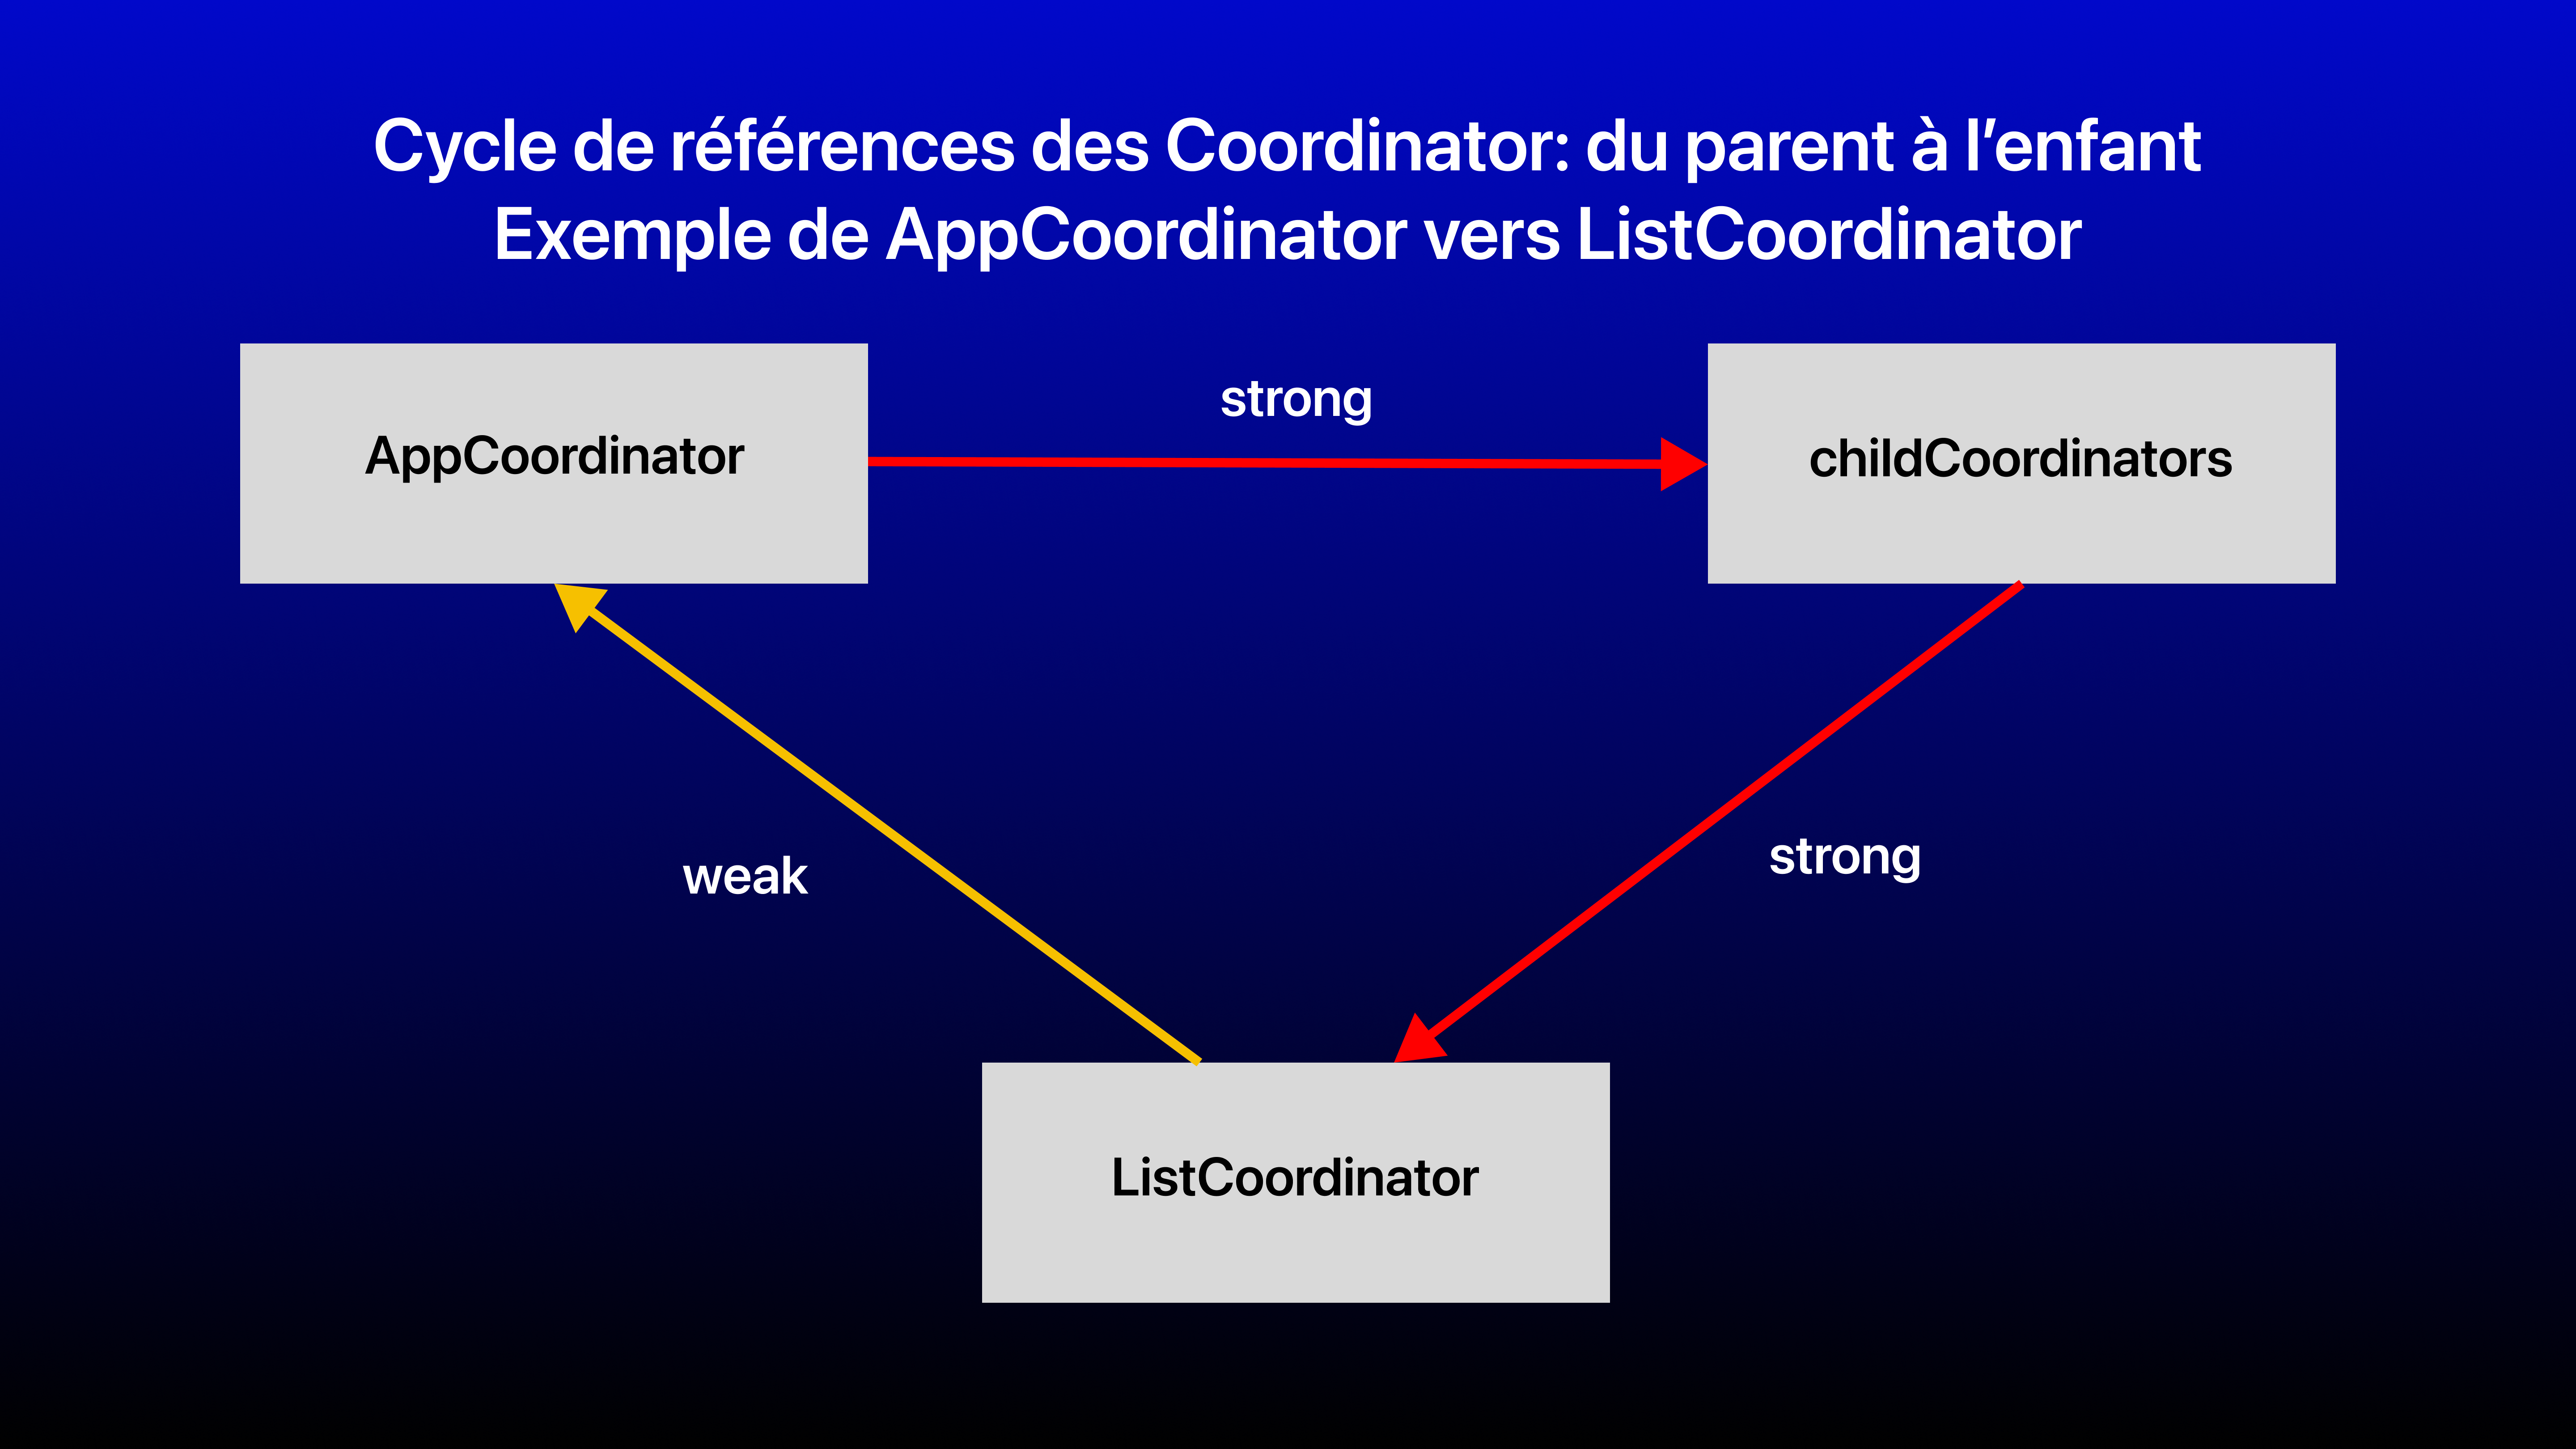 Cycle de références des Coordinator: du parent à l’enfant
Exemple de AppCoordinator vers ListCoordinator
strong
AppCoordinator
childCoordinators
weak
strong
ListCoordinator